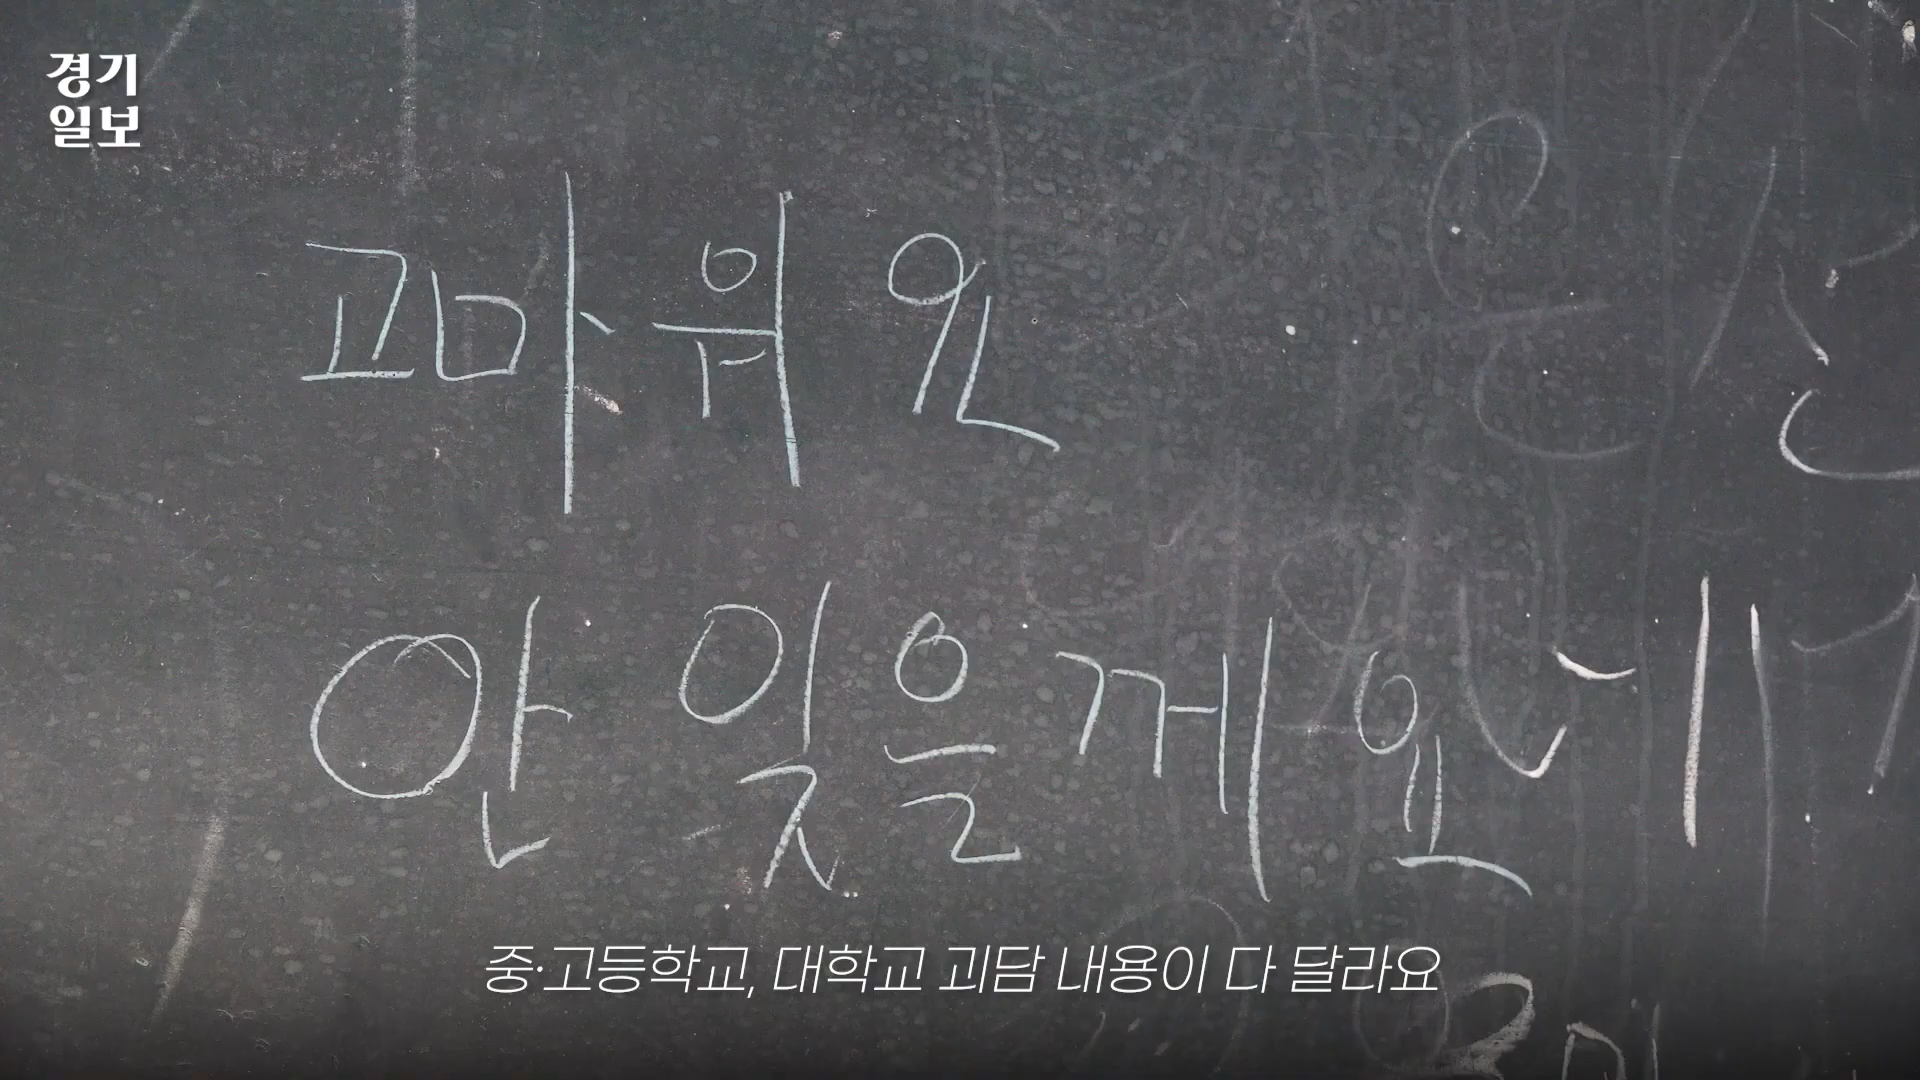 경기
일보
고마워요
안 잊을게요
중·고등학교, 대학교 괴담 내용이 다 달라요